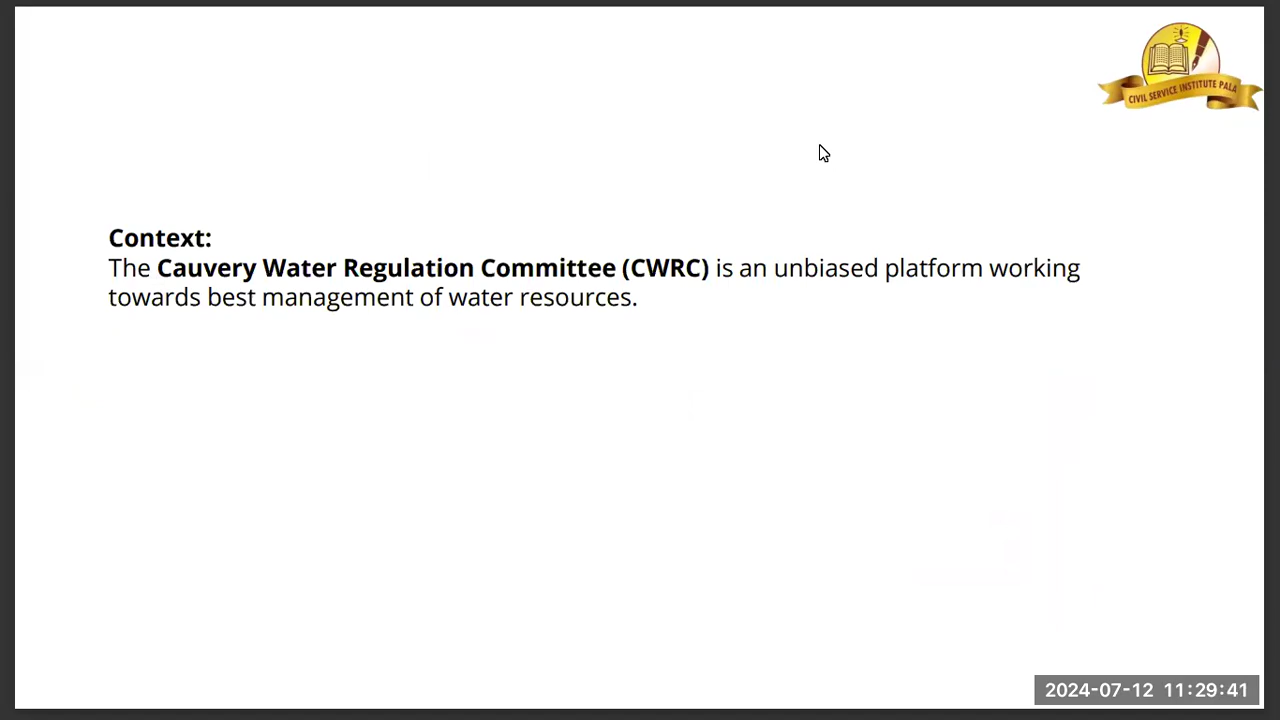 CIVIL SERVICE INSTITUTE PALA
Context:
The Cauvery Water Regulation Committee (CWRC) is an unbiased platform working
towards best management of water resources.
2024-07-12 11:29:41